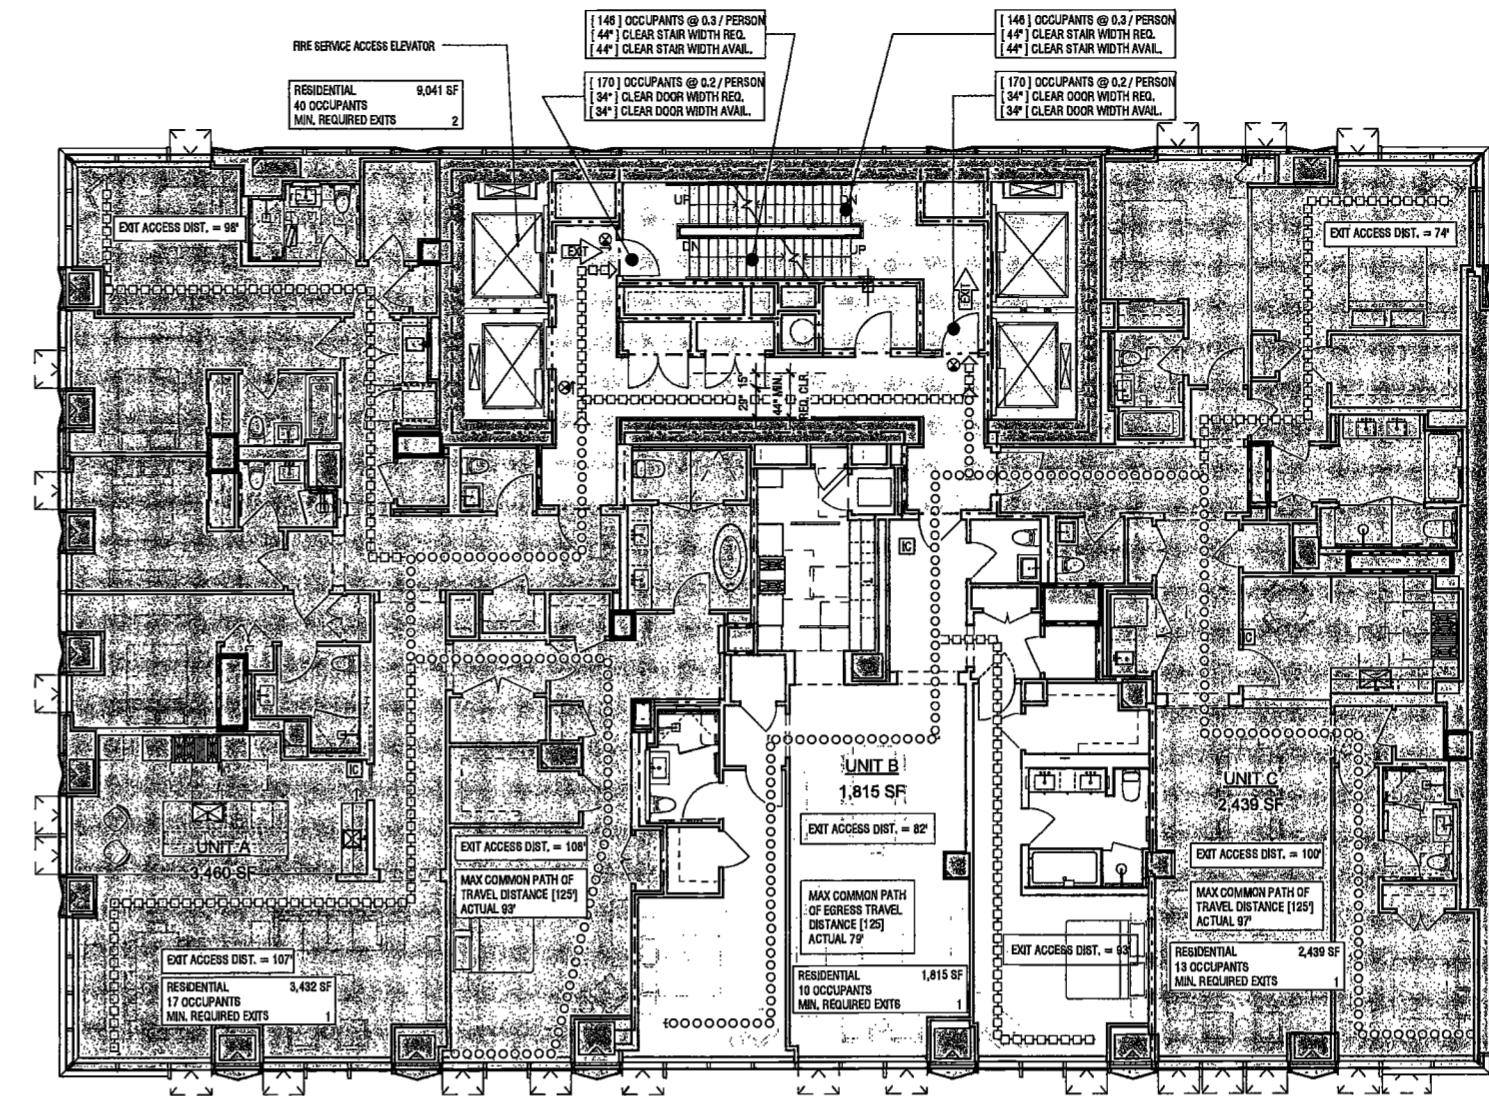 [ 146 ] OCCUPANTS @ 0.3 / PERSON
[ 44" ] CLEAR STAIR WIDTH REQ.
[ 44" ] CLEAR STAIR WIDTH AVAIL.
[ 146 ] OCCUPANTS @ 0.3 / PERSON
[ 44" ] CLEAR STAIR WIDTH REQ.
[ 44" ] CLEAR STAIR WIDTH AVAIL.
FIRE SERVICE ACCESS ELEVATOR
[ 170 ] OCCUPANTS @ 0.2 / PERSON
[ 34" ] CLEAR DOOR WIDTH REQ.
[ 34" ] CLEAR DOOR WIDTH AVAIL.
[ 170 ] OCCUPANTS @ 0.2 / PERSON
[ 34" ] CLEAR DOOR WIDTH REQ.
[ 34" ] CLEAR DOOR WIDTH AVAIL.
RESIDENTIAL 9,041 SF
40 OCCUPANTS
MIN. REQUIRED EXITS 2
UP
DN
EXIT ACCESS DIST. = 98'
EXIT ACCESS DIST. = 74'
EXIT
DN
UP
EXIT
29"
15"
44" MIN.
REQ. CLR.
IC
IC
IC
UNIT B
1,815 SF
UNIT C
2,439 SF
EXIT ACCESS DIST. = 82'
UNIT A
3,460 SF
EXIT ACCESS DIST. = 108'
EXIT ACCESS DIST. = 100'
MAX COMMON PATH OF
TRAVEL DISTANCE [125']
ACTUAL 93'
MAX COMMON PATH
OF EGRESS TRAVEL
DISTANCE [125]
ACTUAL 79'
MAX COMMON PATH OF
TRAVEL DISTANCE [125']
ACTUAL 97'
EXIT ACCESS DIST. = 107'
EXIT ACCESS DIST. = 93'
RESIDENTIAL 3,432 SF
17 OCCUPANTS
MIN. REQUIRED EXITS 1
RESIDENTIAL 1,815 SF
10 OCCUPANTS
MIN. REQUIRED EXITS 1
RESIDENTIAL 2,439 SF
13 OCCUPANTS
MIN. REQUIRED EXITS 1